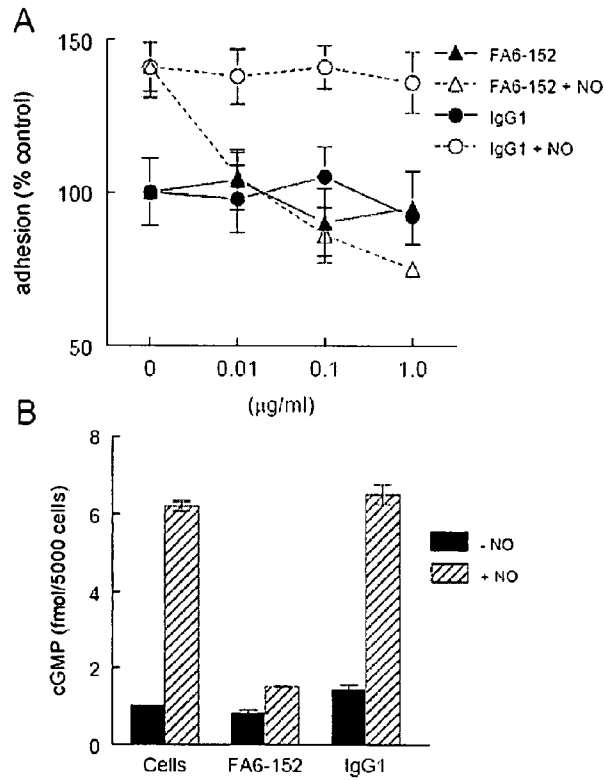 A
150
100
50
adhesion (% control)
0 0.01 0.1 1.0
(μg/ml)
FA6-152
FA6-152 + NO
IgG1
IgG1 + NO
B
8
6
4
2
0
cGMP (fmol/5000 cells)
Cells FA6-152 IgG1
- NO
+ NO